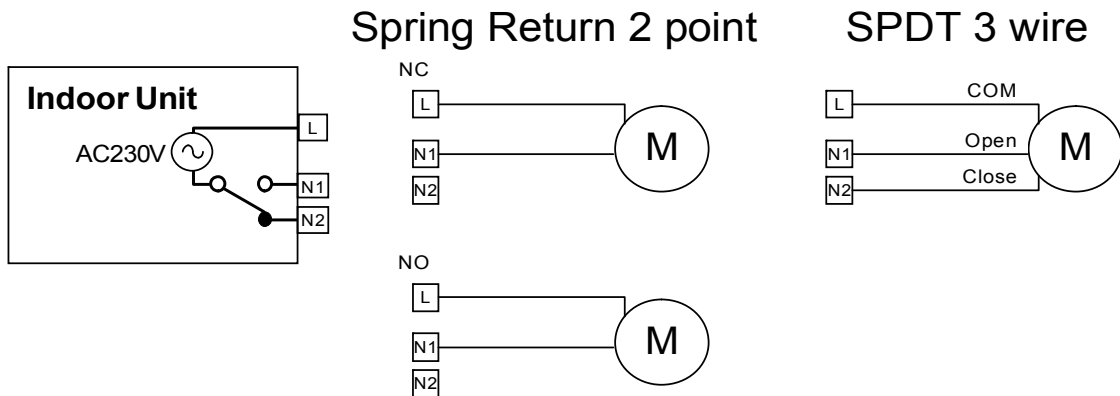 Spring Return 2 point
SPDT 3 wire
Indoor Unit
AC230V
L
N1
N2
NC
L
N1
N2
M
NO
L
N1
N2
M
L
N1
N2
COM
Open
Close
M